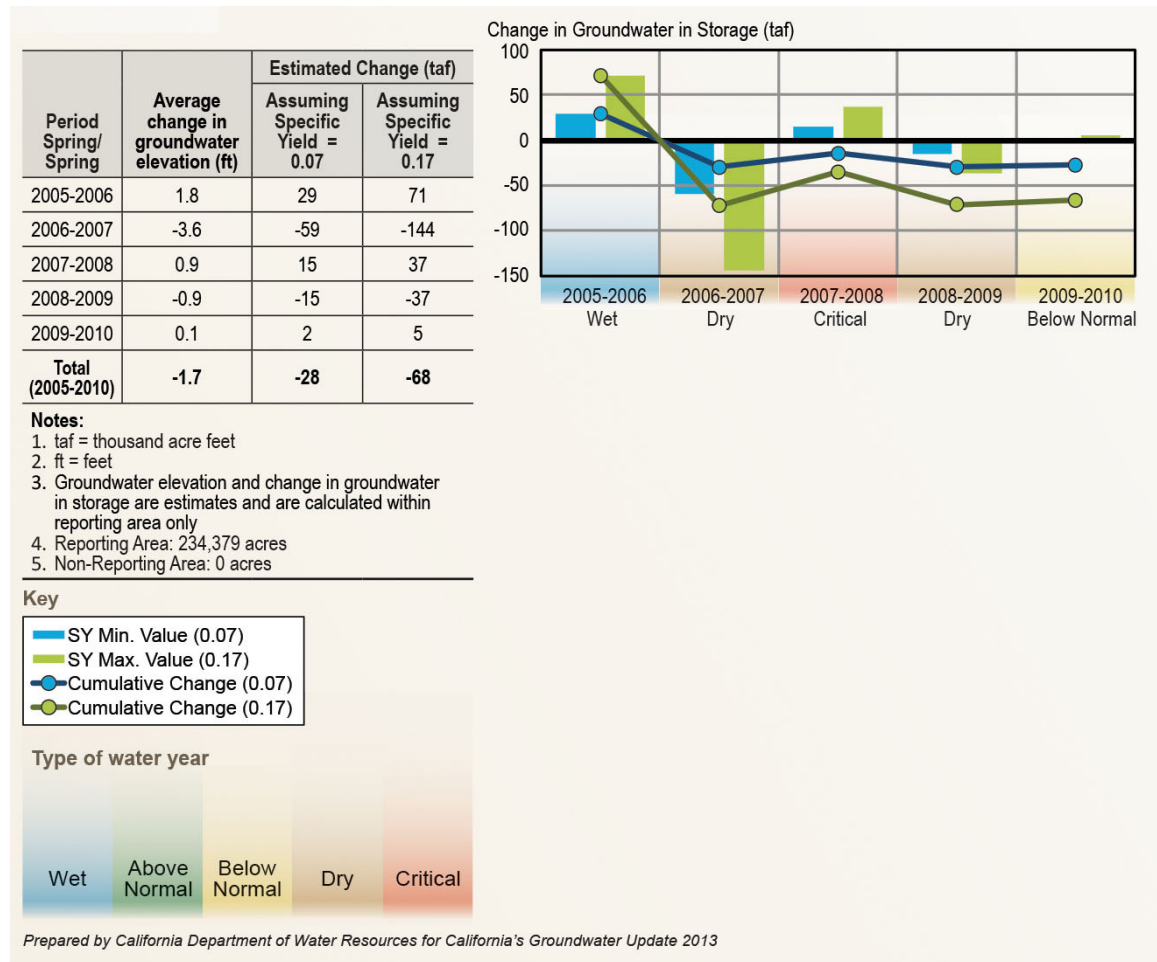 Change in Groundwater in Storage (taf)
Period Spring/ Spring
Average change in groundwater elevation (ft)
Estimated Change (taf)
Assuming Specific Yield = 0.07
Assuming Specific Yield = 0.17
2005-2006 1.8 29 71
2006-2007 -3.6 -59 -144
2007-2008 0.9 15 37
2008-2009 -0.9 -15 -37
2009-2010 0.1 2 5
Total (2005-2010) -1.7 -28 -68
Notes:
1. taf = thousand acre feet
2. ft = feet
3. Groundwater elevation and change in groundwater
in storage are estimates and are calculated within
reporting area only
4. Reporting Area: 234,379 acres
5. Non-Reporting Area: 0 acres
100
50
0
-50
-100
-150
2005-2006 2006-2007 2007-2008 2008-2009 2009-2010
Wet Dry Critical Dry Below Normal
Key
SY Min. Value (0.07)
SY Max. Value (0.17)
Cumulative Change (0.07)
Cumulative Change (0.17)
Type of water year
Wet
Above Normal
Below Normal
Dry
Critical
Prepared by California Department of Water Resources for California's Groundwater Update 2013